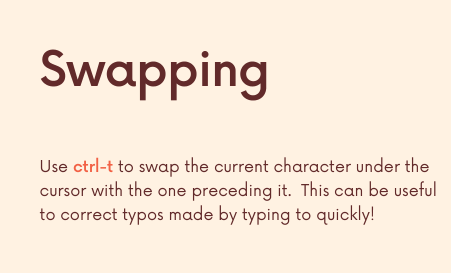 Swapping
Use ctrl-t to swap the current character under the
cursor with the one preceding it.  This can be useful
to correct typos made by typing to quickly!